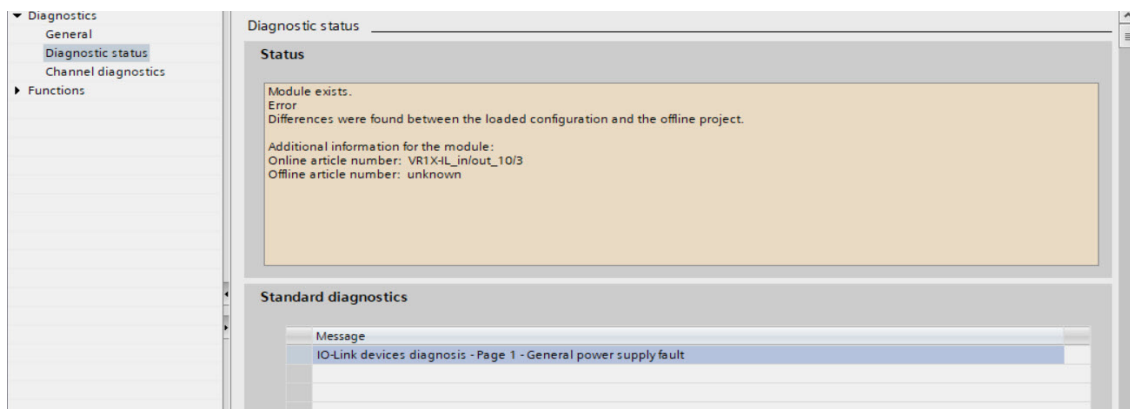 Diagnostics
General
Diagnostic status
Channel diagnostics
Functions
Diagnostic status
Status
Module exists.
Error
Differences were found between the loaded configuration and the offline project.
Additional information for the module:
Online article number: VR1X-IL_in/out_10/3
Offline article number: unknown
Standard diagnostics
Message
IO-Link devices diagnosis - Page 1 - General power supply fault